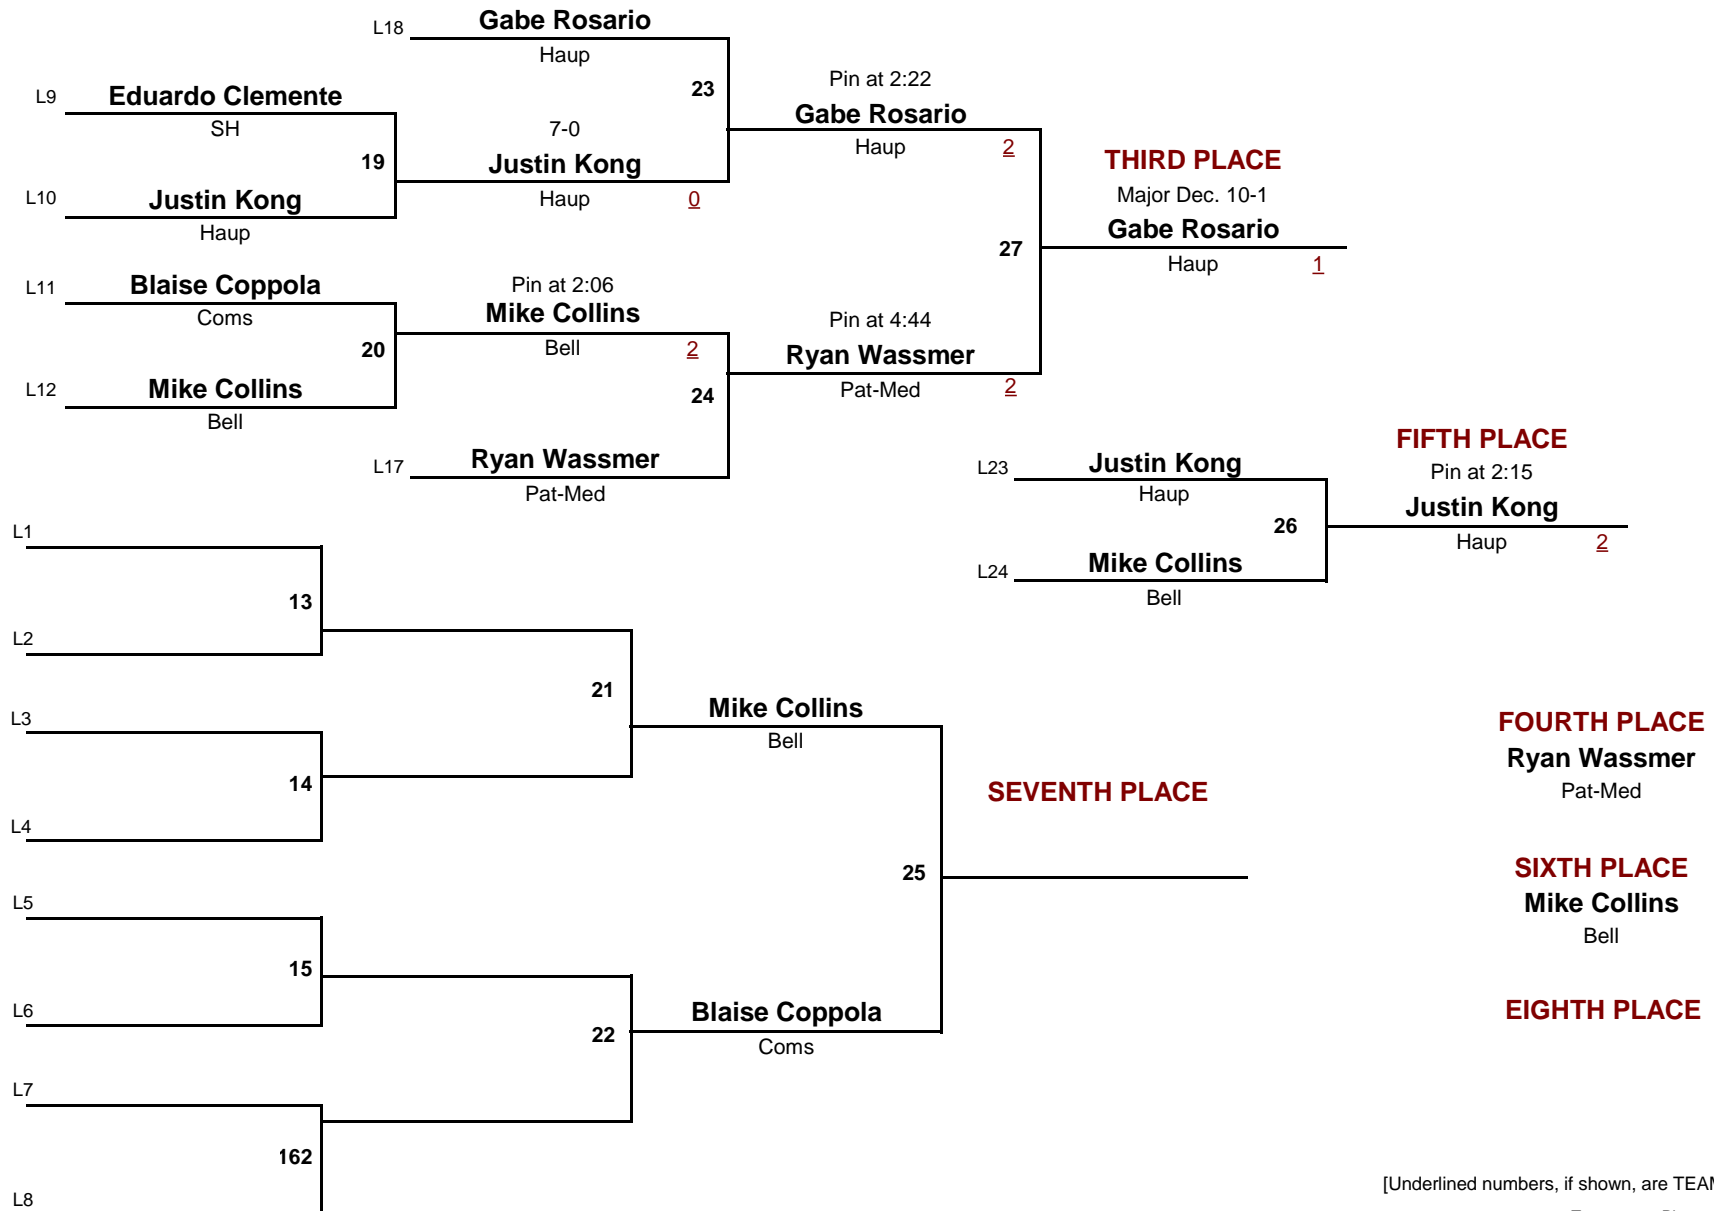 L18 Gabe Rosario
Haup
23
L9 Eduardo Clemente
SH
19
7-0
Justin Kong
Haup 0
L10 Justin Kong
Haup
Pin at 2:22
Gabe Rosario
Haup 2
THIRD PLACE
Major Dec. 10-1
Gabe Rosario
Haup 1
27
L11 Blaise Coppola
Coms
20
Pin at 2:06
Mike Collins
Bell 2
L12 Mike Collins
Bell
24
Pin at 4:44
Ryan Wassmer
Pat-Med 2
L17 Ryan Wassmer
Pat-Med
L23 Justin Kong
Haup
26
L24 Mike Collins
Bell
FIFTH PLACE
Pin at 2:15
Justin Kong
Haup 2
L1
13
L2
21
L3
14
L4
Mike Collins
Bell
SEVENTH PLACE
25
L5
15
L6
22
Blaise Coppola
Coms
L7
162
L8
FOURTH PLACE
Ryan Wassmer
Pat-Med
SIXTH PLACE
Mike Collins
Bell
EIGHTH PLACE
[Underlined numbers, if shown, are TEAM